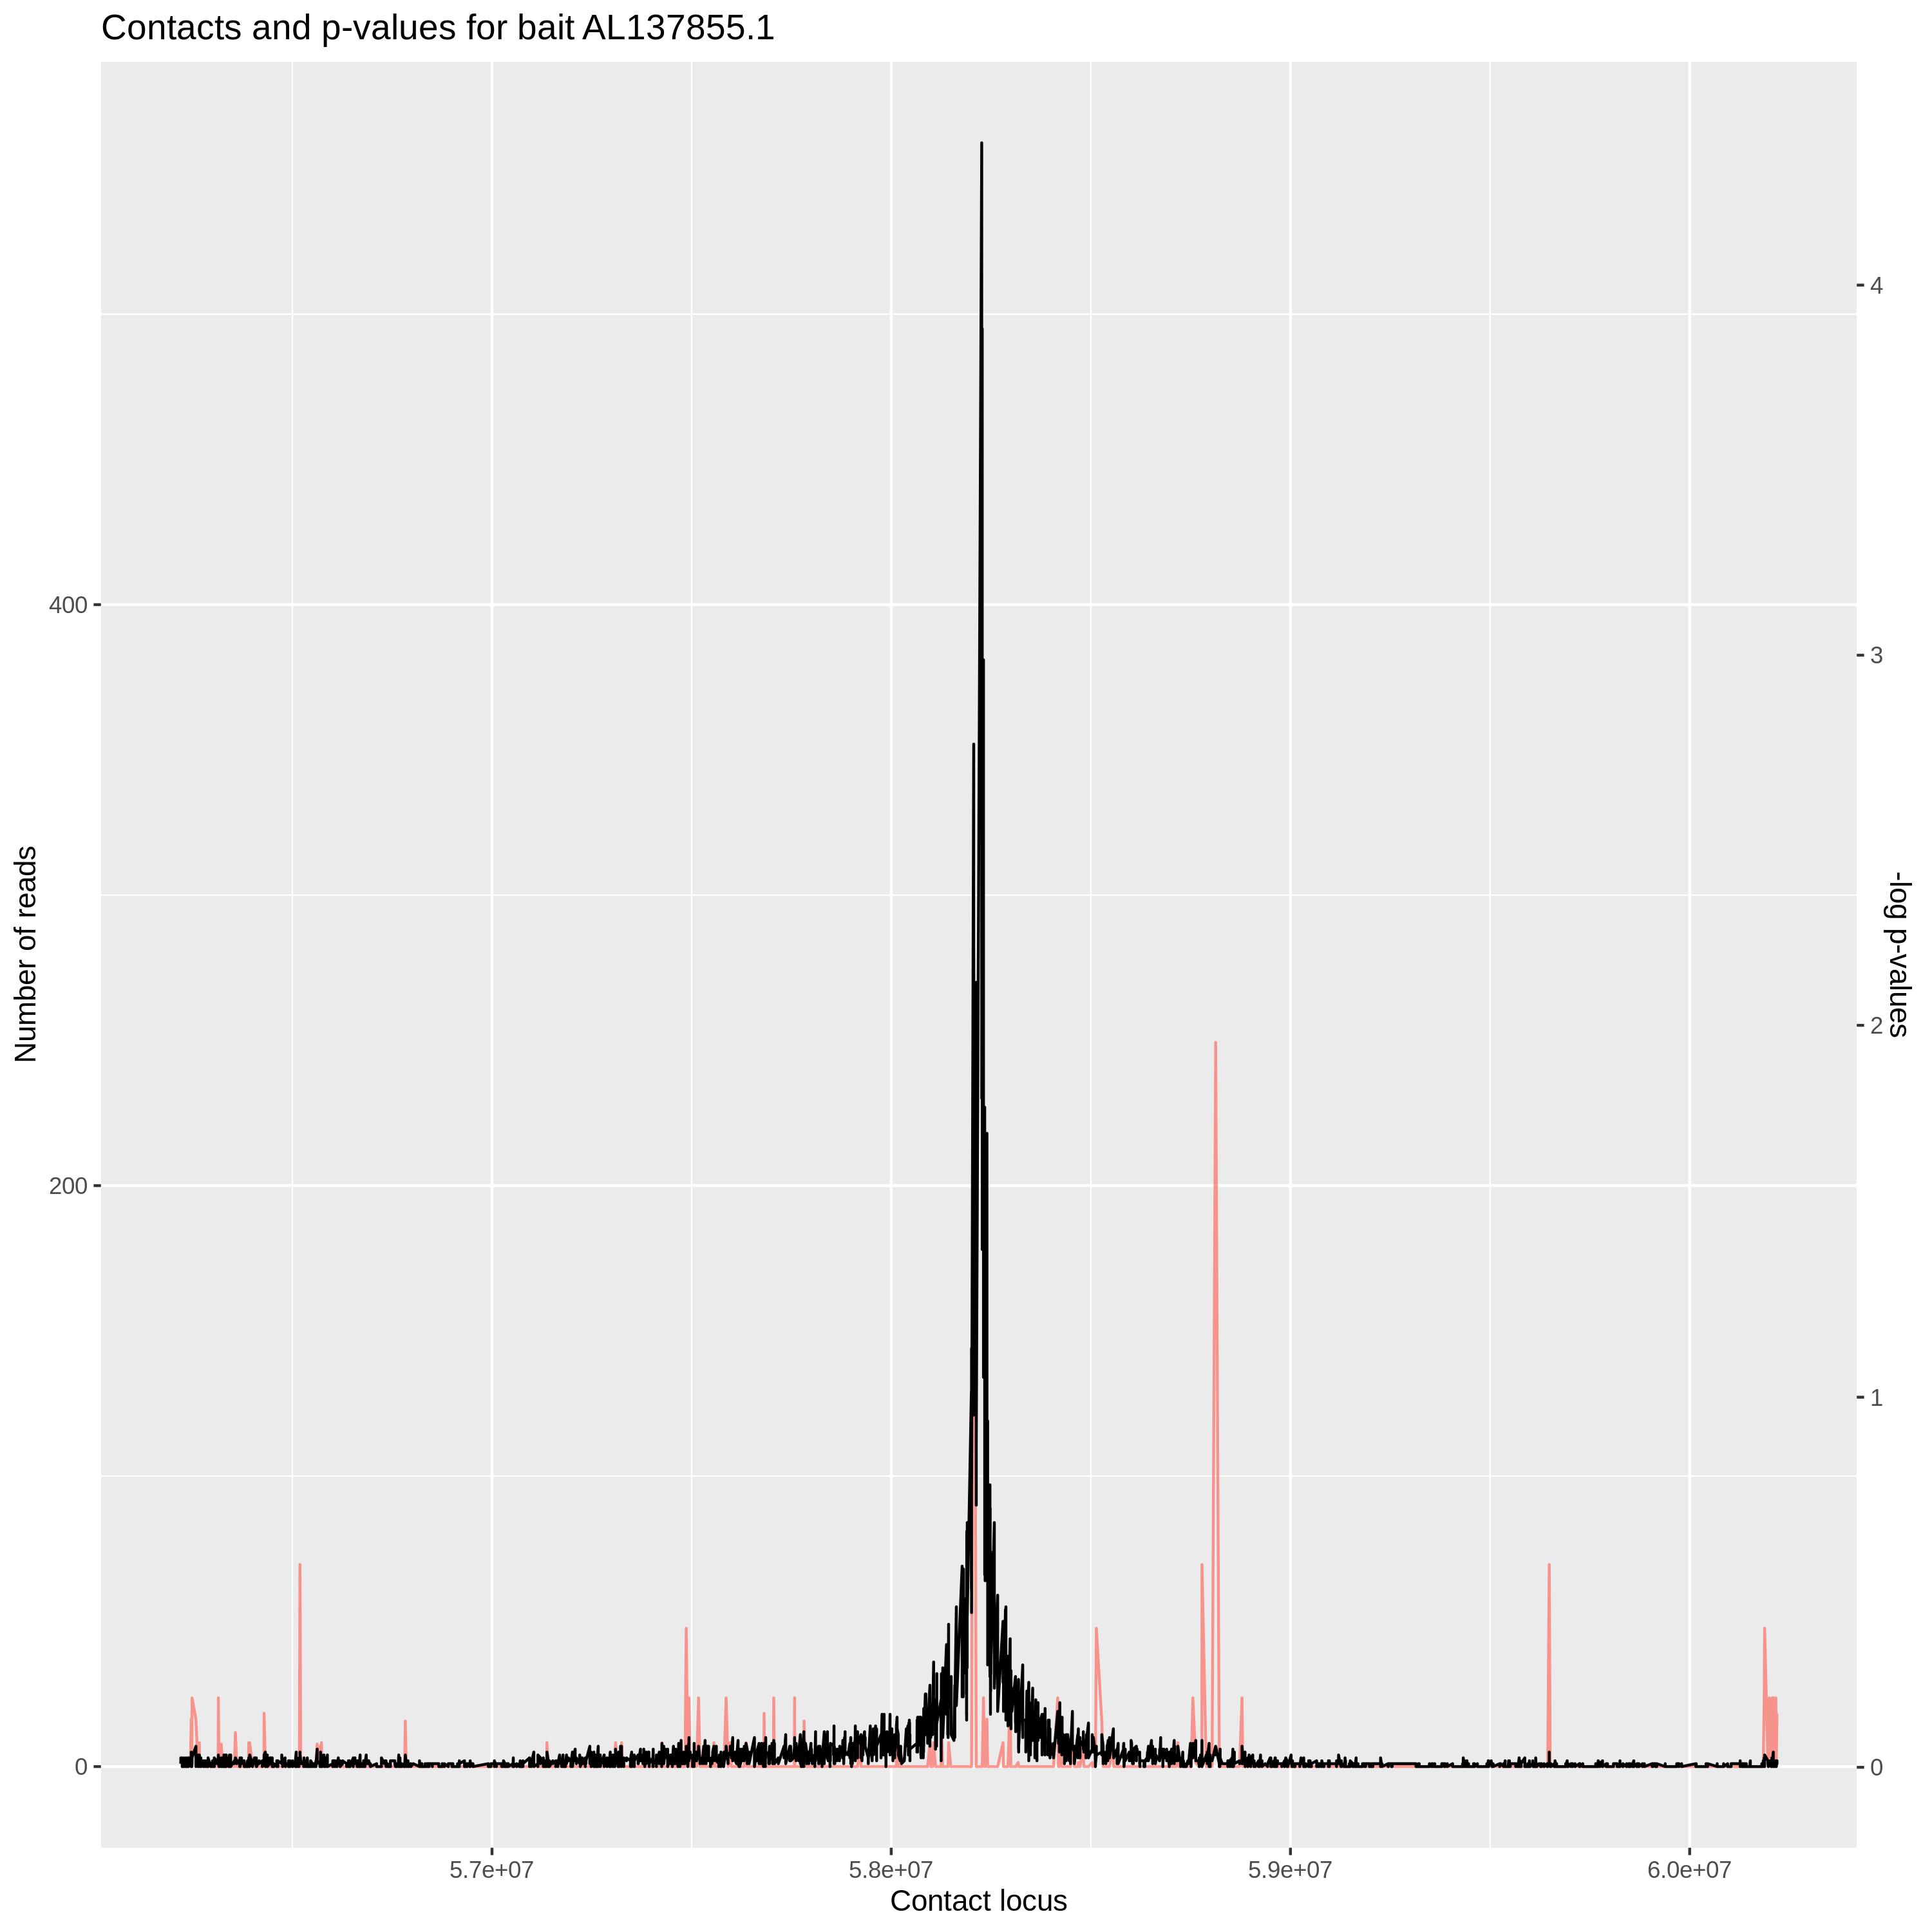 Contacts and p-values for bait AL137855.1
Number of reads
400
200
0
4
3
2
1
0
-log p-values
5.7e+07
5.8e+07
5.9e+07
6.0e+07
Contact locus